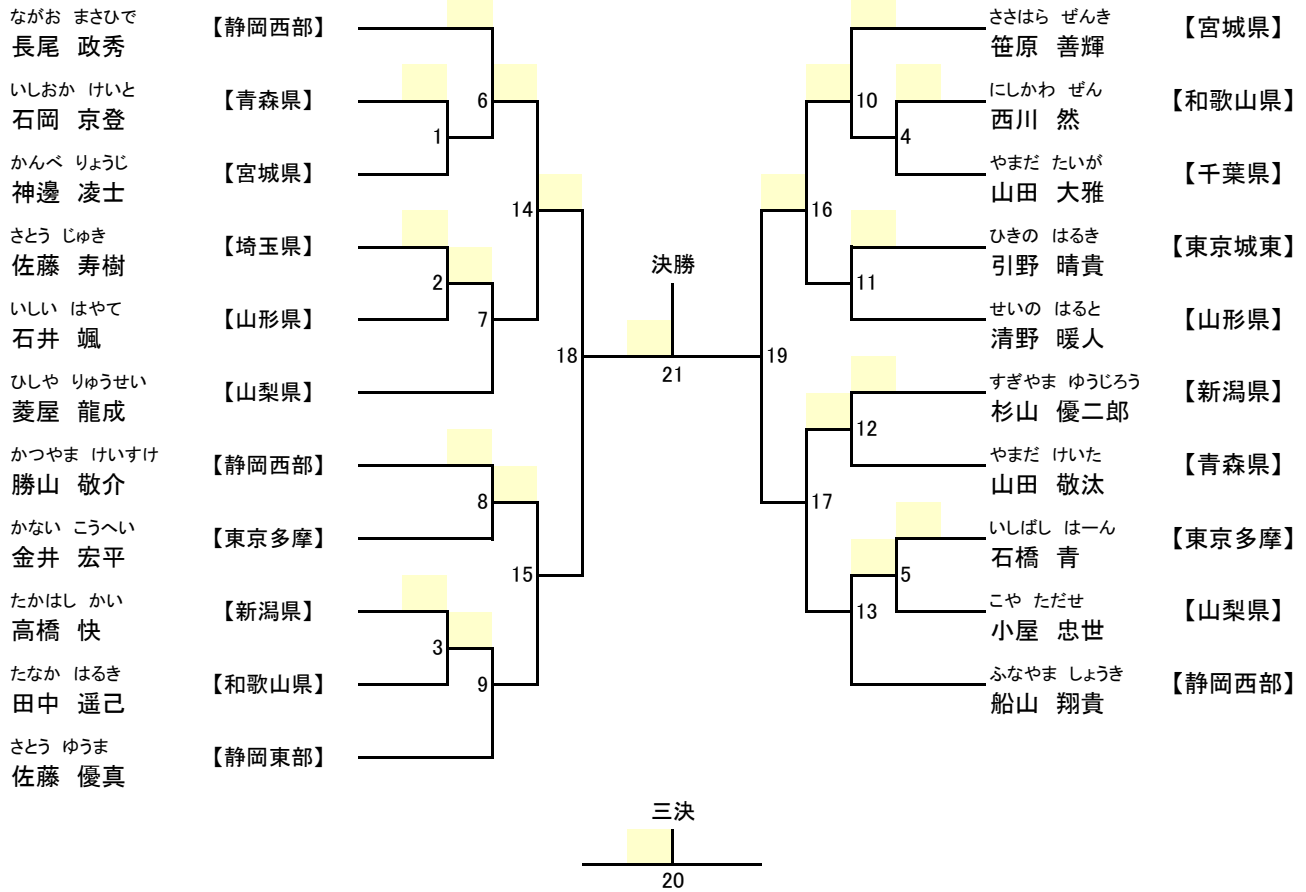 ながお まさひで
長尾 政秀 【静岡西部】
いしおか けいと
石岡 京登 【青森県】
かんべ りょうじ
神邊 凌士 【宮城県】
さとう じゅき
佐藤 寿樹 【埼玉県】
いしい はやて
石井 颯 【山形県】
ひしや りゅうせい
菱屋 龍成 【山梨県】
かつやま けいすけ
勝山 敬介 【静岡西部】
かない こうへい
金井 宏平 【東京多摩】
たかはし かい
高橋 快 【新潟県】
たなか はるき
田中 遥己 【和歌山県】
さとう ゆうま
佐藤 優真 【静岡東部】
1
2
3
6
7
8
9
14
15
18
決勝
21
19
16
17
10
11
12
13
4
5
ささはら ぜんき
笹原 善輝 【宮城県】
にしかわ ぜん
西川 然 【和歌山県】
やまだ たいが
山田 大雅 【千葉県】
ひきの はるき
引野 晴貴 【東京城東】
せいの はると
清野 暖人 【山形県】
すぎやま ゆうじろう
杉山 優二郎 【新潟県】
やまだ けいた
山田 敬汰 【青森県】
いしばし はーん
石橋 青 【東京多摩】
こや ただせ
小屋 忠世 【山梨県】
ふなやま しょうき
船山 翔貴 【静岡西部】
三決
20